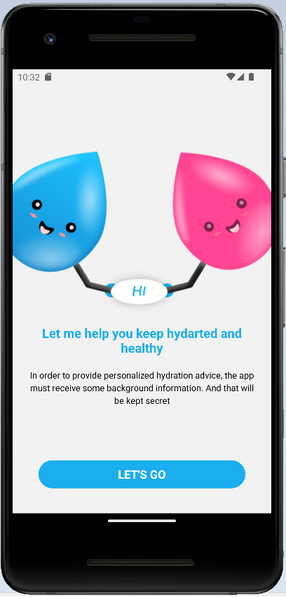 10:32
HI
Let me help you keep hydarted and
healthy
In order to provide personalized hydration advice, the app
must receive some background information. And that will
be kept secret
LET'S GO